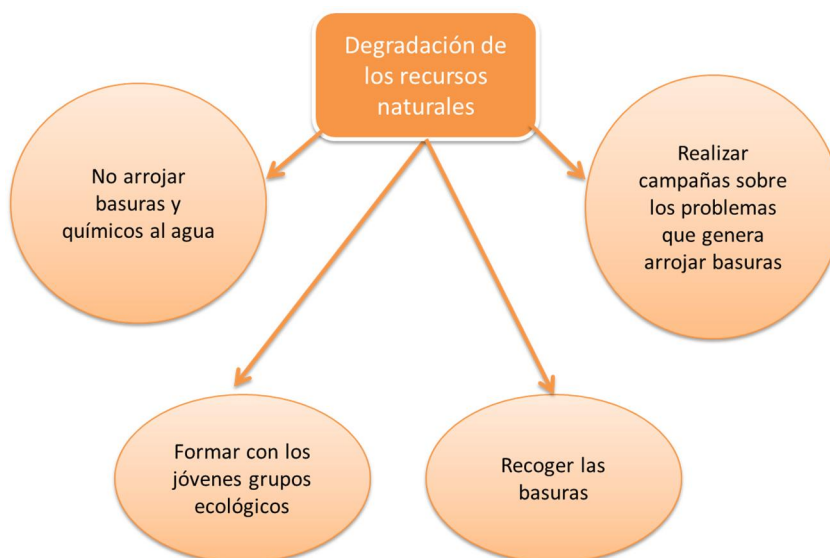 Degradación de
los recursos
naturales
No arrojar
basuras y
químicos al agua
Realizar
campañas sobre
los problemas
que genera
arrojar basuras
Formar con los
jóvenes grupos
ecológicos
Recoger las
basuras